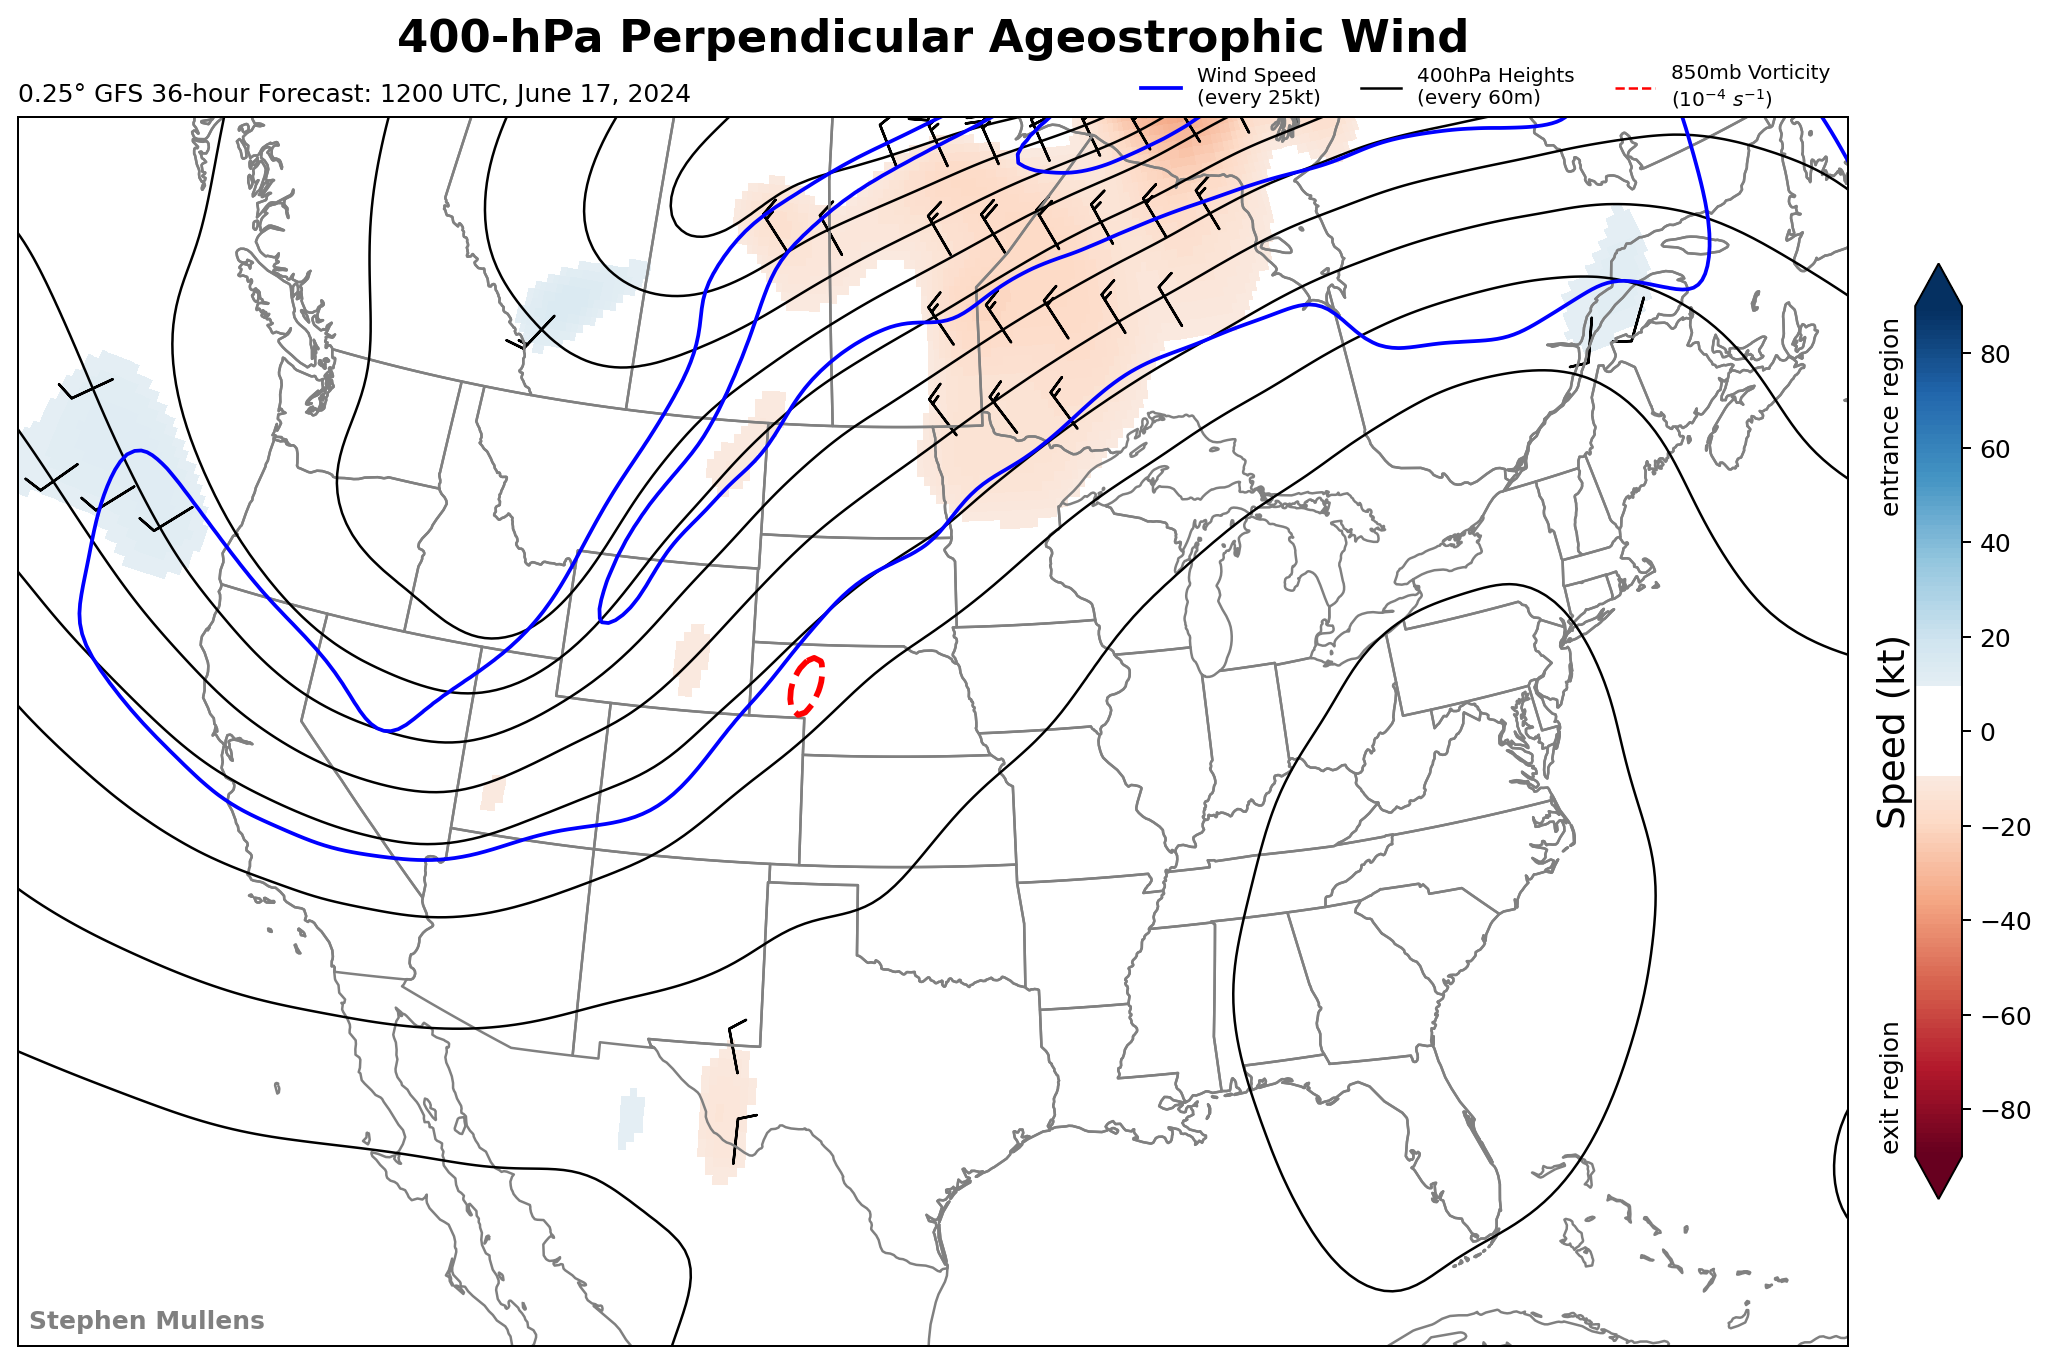 400-hPa Perpendicular Ageostrophic Wind
0.25° GFS 36-hour Forecast: 1200 UTC, June 17, 2024
Wind Speed
(every 25kt)
400hPa Heights
(every 60m)
850mb Vorticity
(10⁻⁴ s⁻¹)
entrance region
Speed (kt)
exit region
80
60
40
20
0
−20
−40
−60
−80
Stephen Mullens